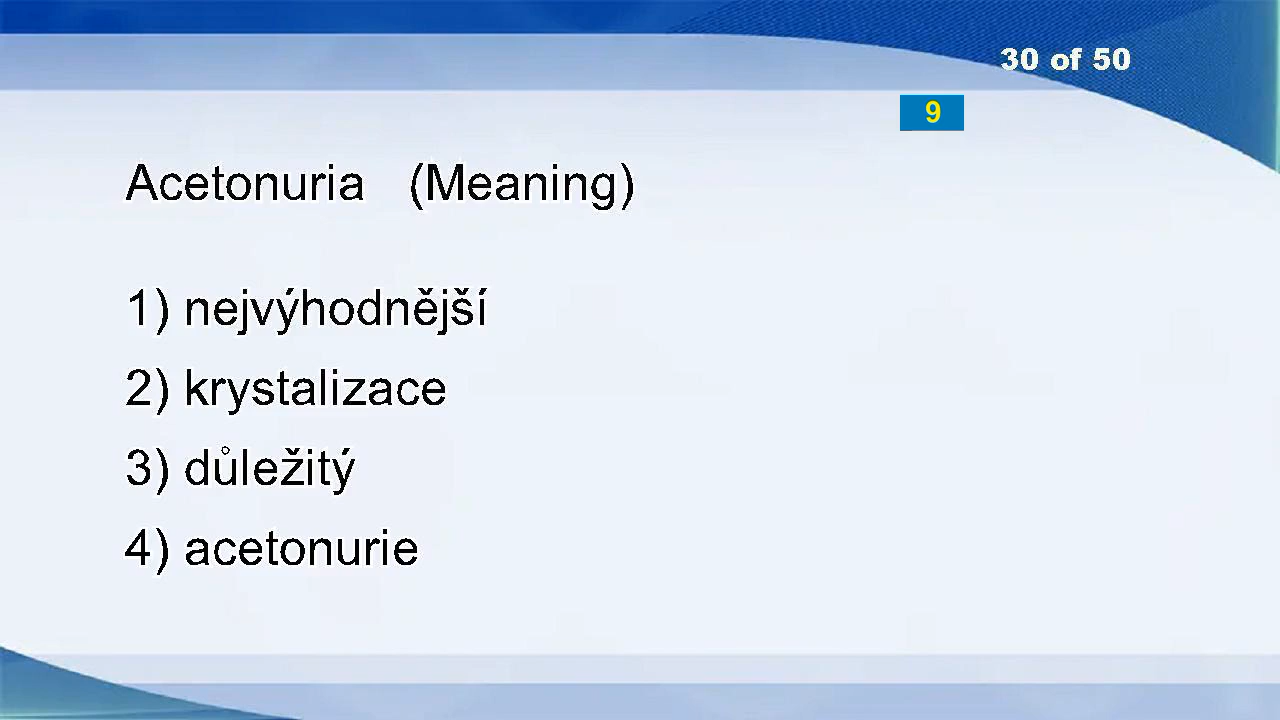 30 of 50
9
Acetonuria (Meaning)
1) nejvýhodnější
2) krystalizace
3) důležitý
4) acetonurie